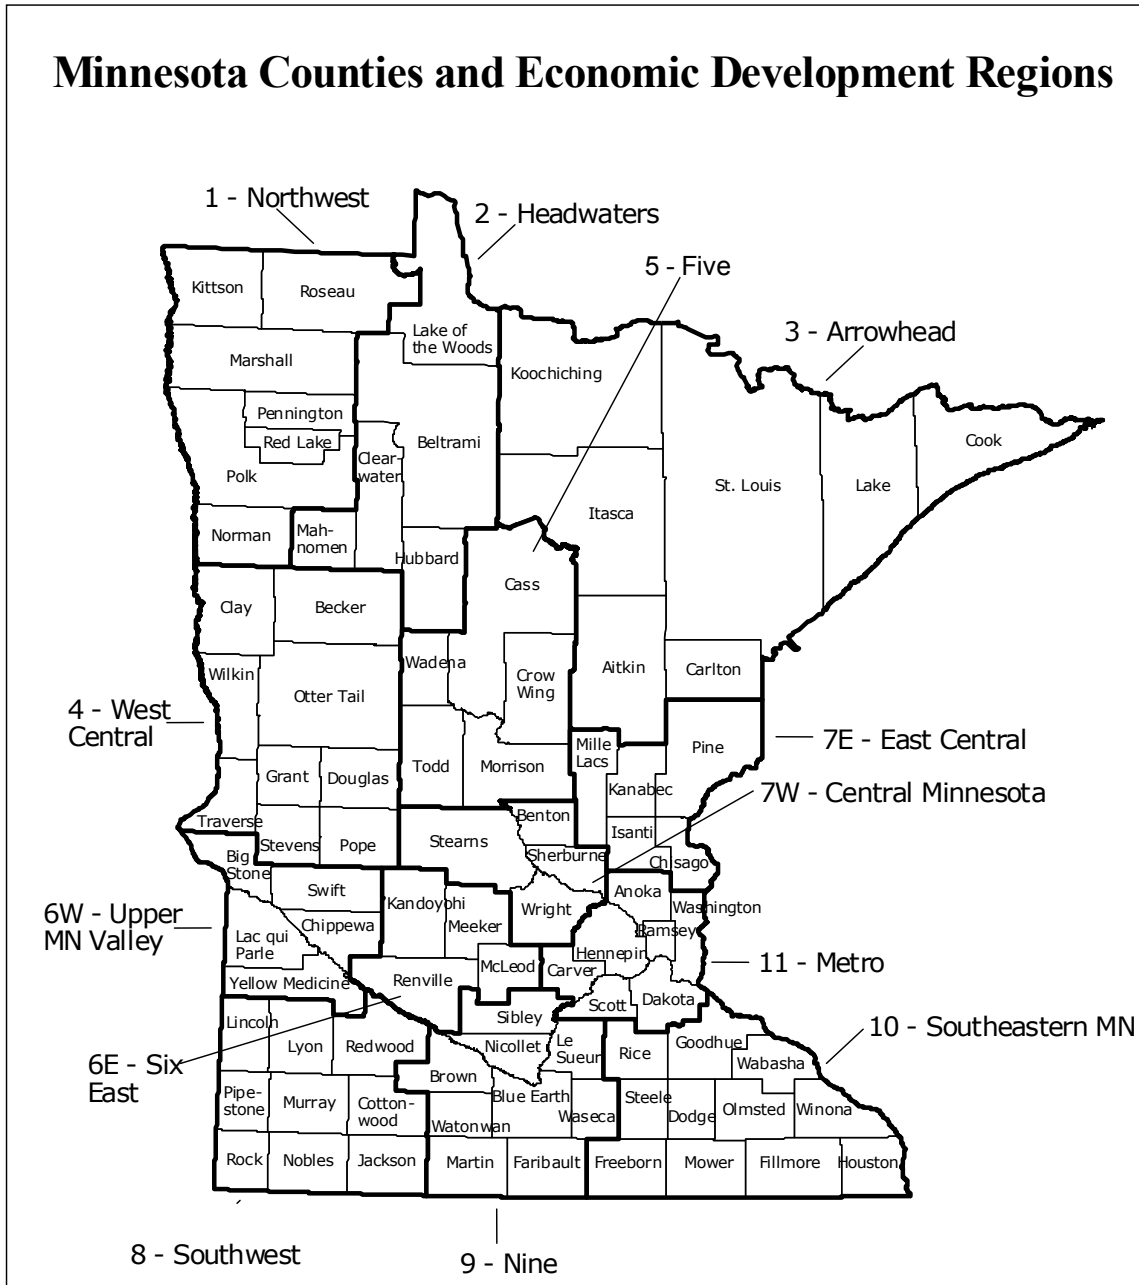 Minnesota Counties and Economic Development Regions
1 - Northwest
2 - Headwaters
5 - Five
3 - Arrowhead
Kittson
Roseau
Lake of
the Woods
Marshall
Koochiching
Pennington
Red Lake
Beltrami
Clear-
water
Cook
Polk
St. Louis
Lake
Itasca
Norman
Mah-
nomen
Hubbard
Cass
Clay
Becker
Wadena
Aitkin
Carlton
Wilkin
Crow
Wing
Otter Tail
4 - West
Central
7E - East Central
Mille
Lacs
Pine
Grant
Douglas
Todd
Morrison
Kanabec
7W - Central Minnesota
Traverse
Benton
Isanti
Stevens
Pope
Stearns
Sherburne
Chisago
Big
Stone
Swift
Anoka
Kandoyohi
Wright
Washington
6W - Upper
MN Valley
Chippewa
Meeker
Ramsey
Lac qui
Parle
Hennepin
11 - Metro
McLeod
Carver
Yellow Medicine
Renville
Scott
Dakota
Lincoln
Sibley
10 - Southeastern MN
Lyon
Redwood
Nicollet
Le
Sueur
Rice
Goodhue
Wabasha
6E - Six
East
Brown
Pipe-
stone
Murray
Cotton-
wood
Blue Earth
Waseca
Steele
Dodge
Olmsted
Winona
Watonwan
Rock
Nobles
Jackson
Martin
Faribault
Freeborn
Mower
Fillmore
Houston
8 - Southwest
9 - Nine